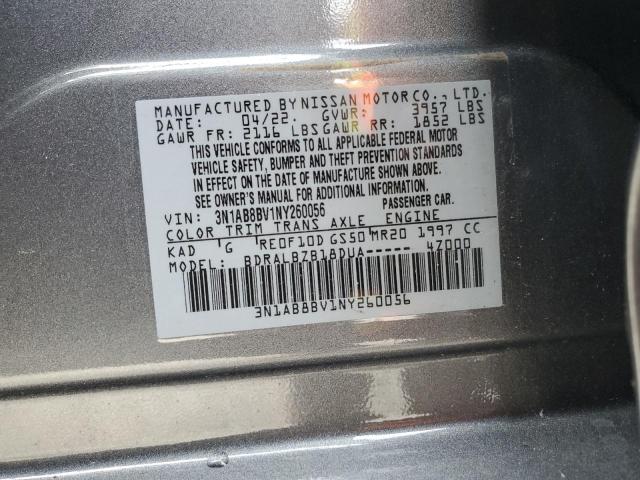 MANUFACTURED BY NISSAN MOTOR CO., LTD.
DATE: 04/22 GVWR: 3957 LBS
GAWR FR: 2116 LBS GAWR RR: 1852 LBS
THIS VEHICLE CONFORMS TO ALL APPLICABLE FEDERAL MOTOR
VEHICLE SAFETY, BUMPER AND THEFT PREVENTION STANDARDS
IN EFFECT ON THE DATE OF MANUFACTURE SHOWN ABOVE.
SEE OWNER'S MANUAL FOR ADDITIONAL INFORMATION.
VIN: 3N1AB8BV1NY260056 PASSENGER CAR.
COLOR TRIM TRANS AXLE ENGINE
KAD G RE0F10D GS50 MR20 1997 CC
MODEL: BDRALBZB18DUA----- 4Z000
3N1AB8BV1NY260056